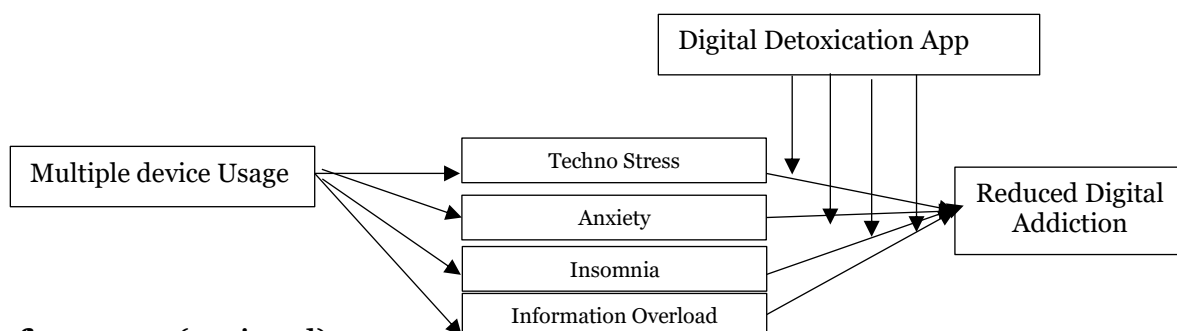 Digital Detoxication App
Techno Stress
Multiple device Usage
Anxiety
Reduced Digital
Addiction
Insomnia
Information Overload